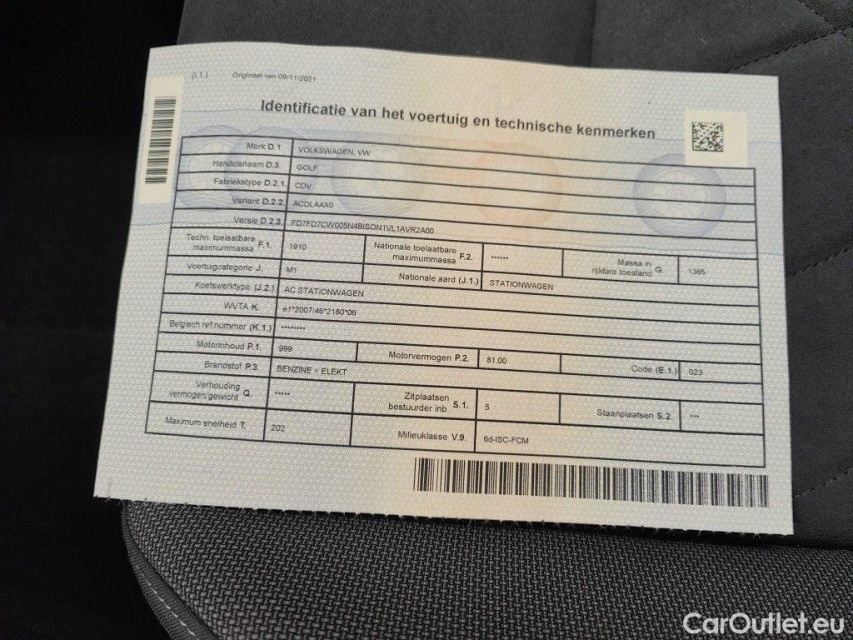 (I.1.) Origineel van 09/11/2021
Identificatie van het voertuig en technische kenmerken
Merk D.1. VOLKSWAGEN, VW
Handelsnaam D.3. GOLF
Fabriekstype D.2.1. CDV
Variant D.2.2. ACDLAAX0
Versie D.2.3. FD7FD7CW005N4BISON1VL1AVR2A00
Techn. toelaatbare maximummassa F.1. 1910 Nationale toelaatbare maximummassa F.2. ****** Massa in rijklare toestand G. 1365
Voertuigcategorie J. M1 Nationale aard (J.1.) STATIONWAGEN
Koetswerktype (J.2.) AC STATIONWAGEN
WVTA K. e1*2007/46*2180*06
Belgisch ref.nummer (K.1.) ********
Motorinhoud P.1. 999 Motorvermogen P.2. 81.00 Code (E.1.) 023
Brandstof P.3. BENZINE + ELEKT
Verhouding vermogen/gewicht Q. ***** Zitplaatsen bestuurder inb. S.1. 5 Staanplaatsen S.2. ***
Maximum snelheid T. 202 Milieuklasse V.9. 6d-ISC-FCM
CarOutlet.eu